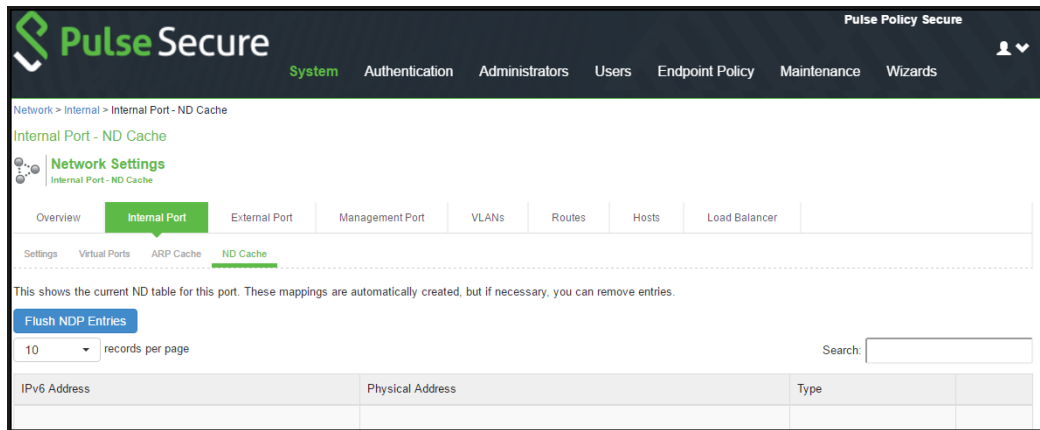 Pulse Policy Secure
Pulse Secure
System Authentication Administrators Users Endpoint Policy Maintenance Wizards
Network > Internal > Internal Port - ND Cache
Internal Port - ND Cache
Network Settings
Internal Port - ND Cache
Overview Internal Port External Port Management Port VLANs Routes Hosts Load Balancer
Settings Virtual Ports ARP Cache ND Cache
This shows the current ND table for this port. These mappings are automatically created, but if necessary, you can remove entries.
Flush NDP Entries
10 records per page Search:
IPv6 Address Physical Address Type